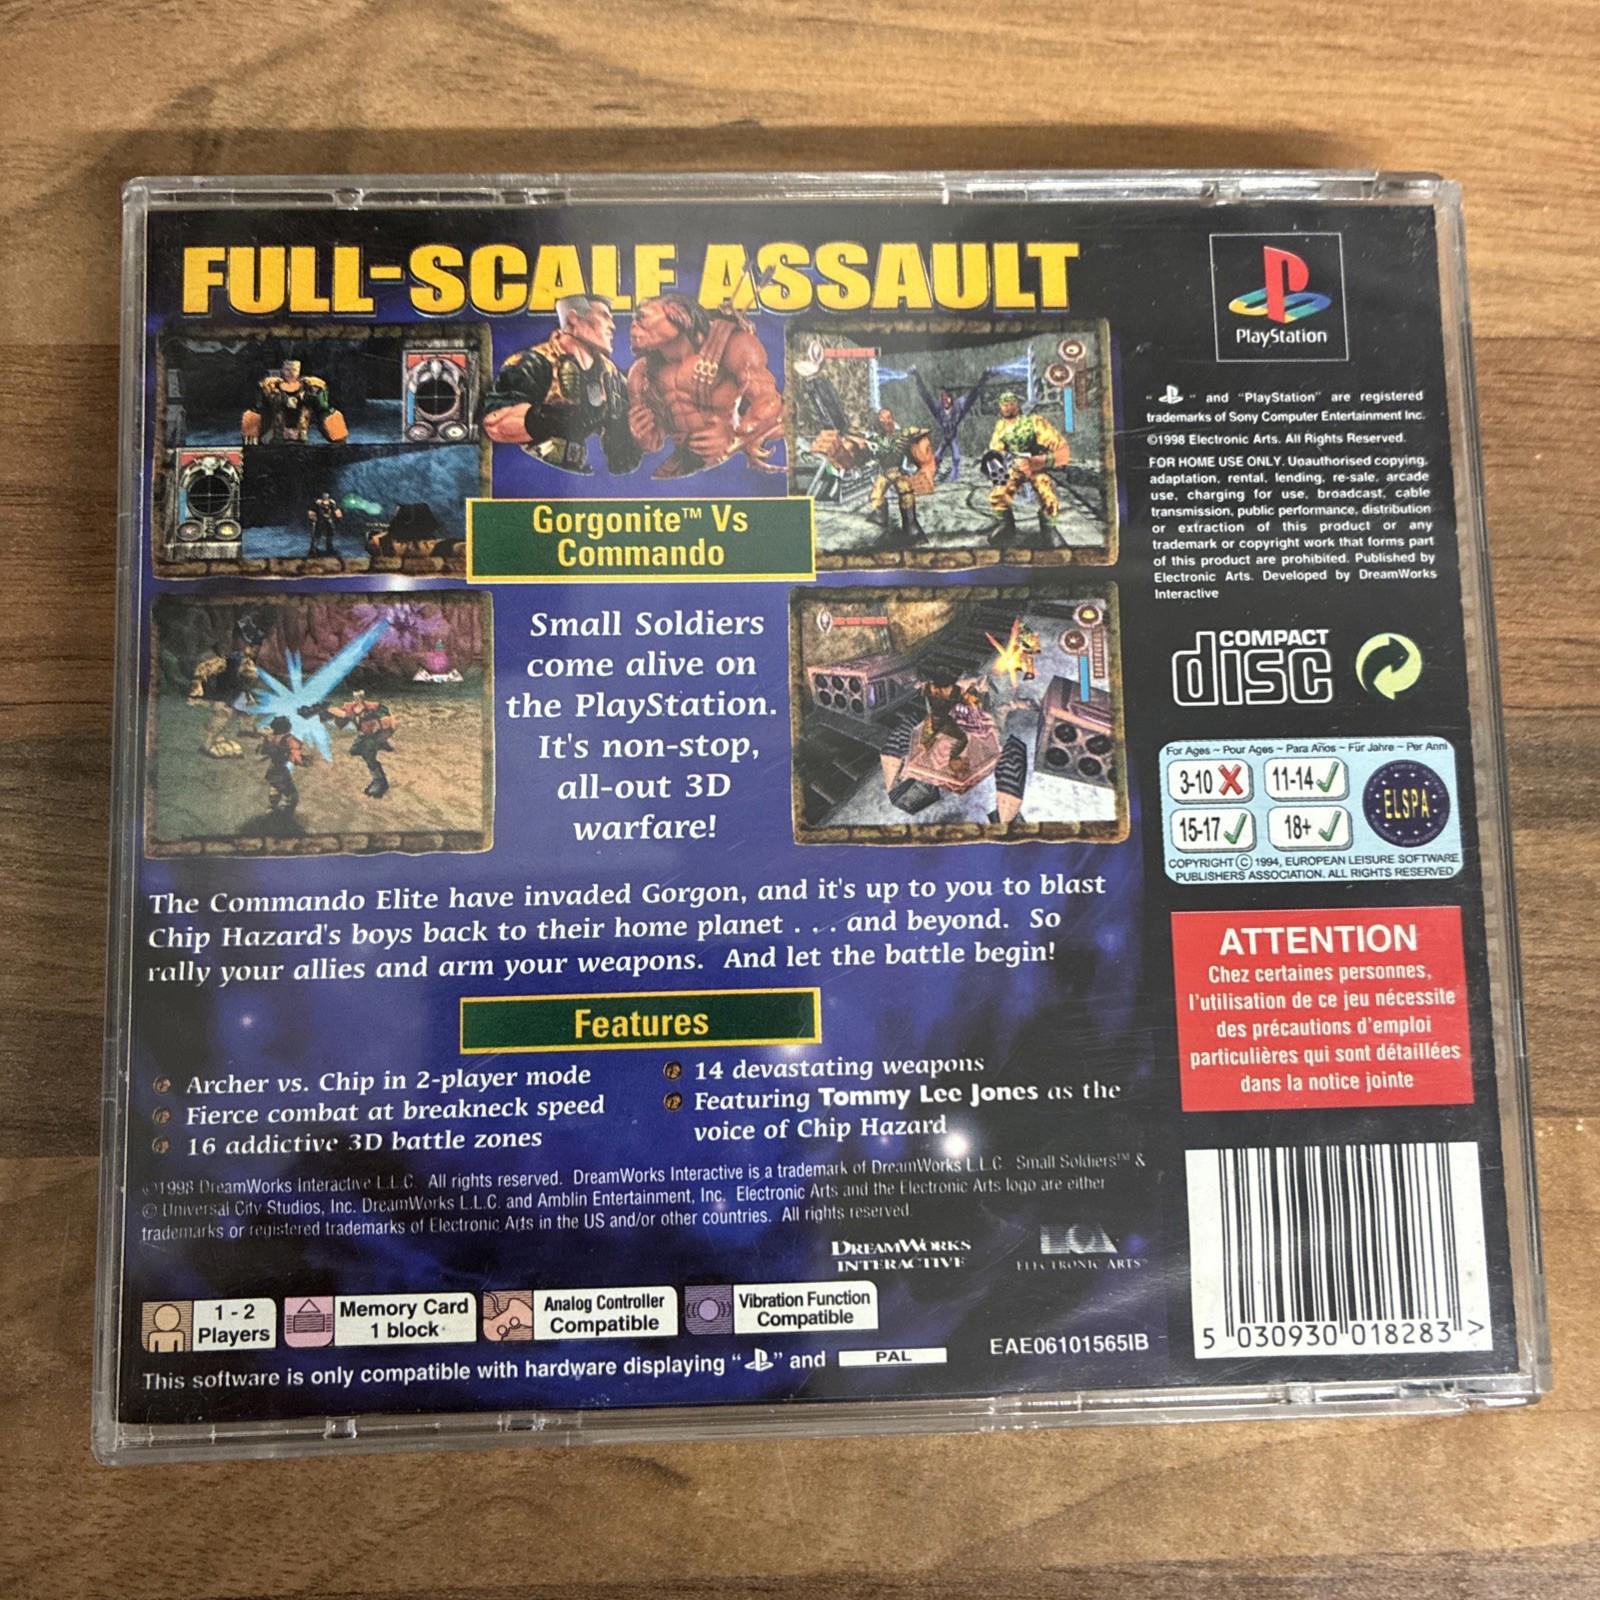 FULL-SCALE ASSAULT
Gorgonite™ Vs
Commando
Small Soldiers
come alive on
the PlayStation.
It's non-stop,
all-out 3D
warfare!
The Commando Elite have invaded Gorgon, and it's up to you to blast
Chip Hazard's boys back to their home planet . . . and beyond. So
rally your allies and arm your weapons. And let the battle begin!
Features
Archer vs. Chip in 2-player mode
Fierce combat at breakneck speed
16 addictive 3D battle zones
14 devastating weapons
Featuring Tommy Lee Jones as the
voice of Chip Hazard
©1998 DreamWorks Interactive L.L.C. All rights reserved. DreamWorks Interactive is a trademark of DreamWorks L.L.C. Small Soldiers™ &
© Universal City Studios, Inc. DreamWorks L.L.C. and Amblin Entertainment, Inc. Electronic Arts and the Electronic Arts logo are either
trademarks or registered trademarks of Electronic Arts in the US and/or other countries. All rights reserved.
DREAMWORKS
INTERACTIVE
EA
ELECTRONIC ARTS™
1 - 2
Players
Memory Card
1 block
Analog Controller
Compatible
Vibration Function
Compatible
This software is only compatible with hardware displaying " " and PAL
EAE06101565IB
PlayStation
" " and "PlayStation" are registered
trademarks of Sony Computer Entertainment Inc.
©1998 Electronic Arts. All Rights Reserved.
FOR HOME USE ONLY. Unauthorised copying,
adaptation, rental, lending, re-sale, arcade
use, charging for use, broadcast, cable
transmission, public performance, distribution
or extraction of this product or any
trademark or copyright work that forms part
of this product are prohibited. Published by
Electronic Arts. Developed by DreamWorks
Interactive
COMPACT
disc
For Ages ~ Pour Ages ~ Para Años ~ Für Jahre ~ Per Anni
3-10 11-14
15-17 18+
ELSPA
COPYRIGHT © 1994, EUROPEAN LEISURE SOFTWARE
PUBLISHERS ASSOCIATION. ALL RIGHTS RESERVED
ATTENTION
Chez certaines personnes,
l'utilisation de ce jeu nécessite
des précautions d'emploi
particulières qui sont détaillées
dans la notice jointe
5 030930 018283 >